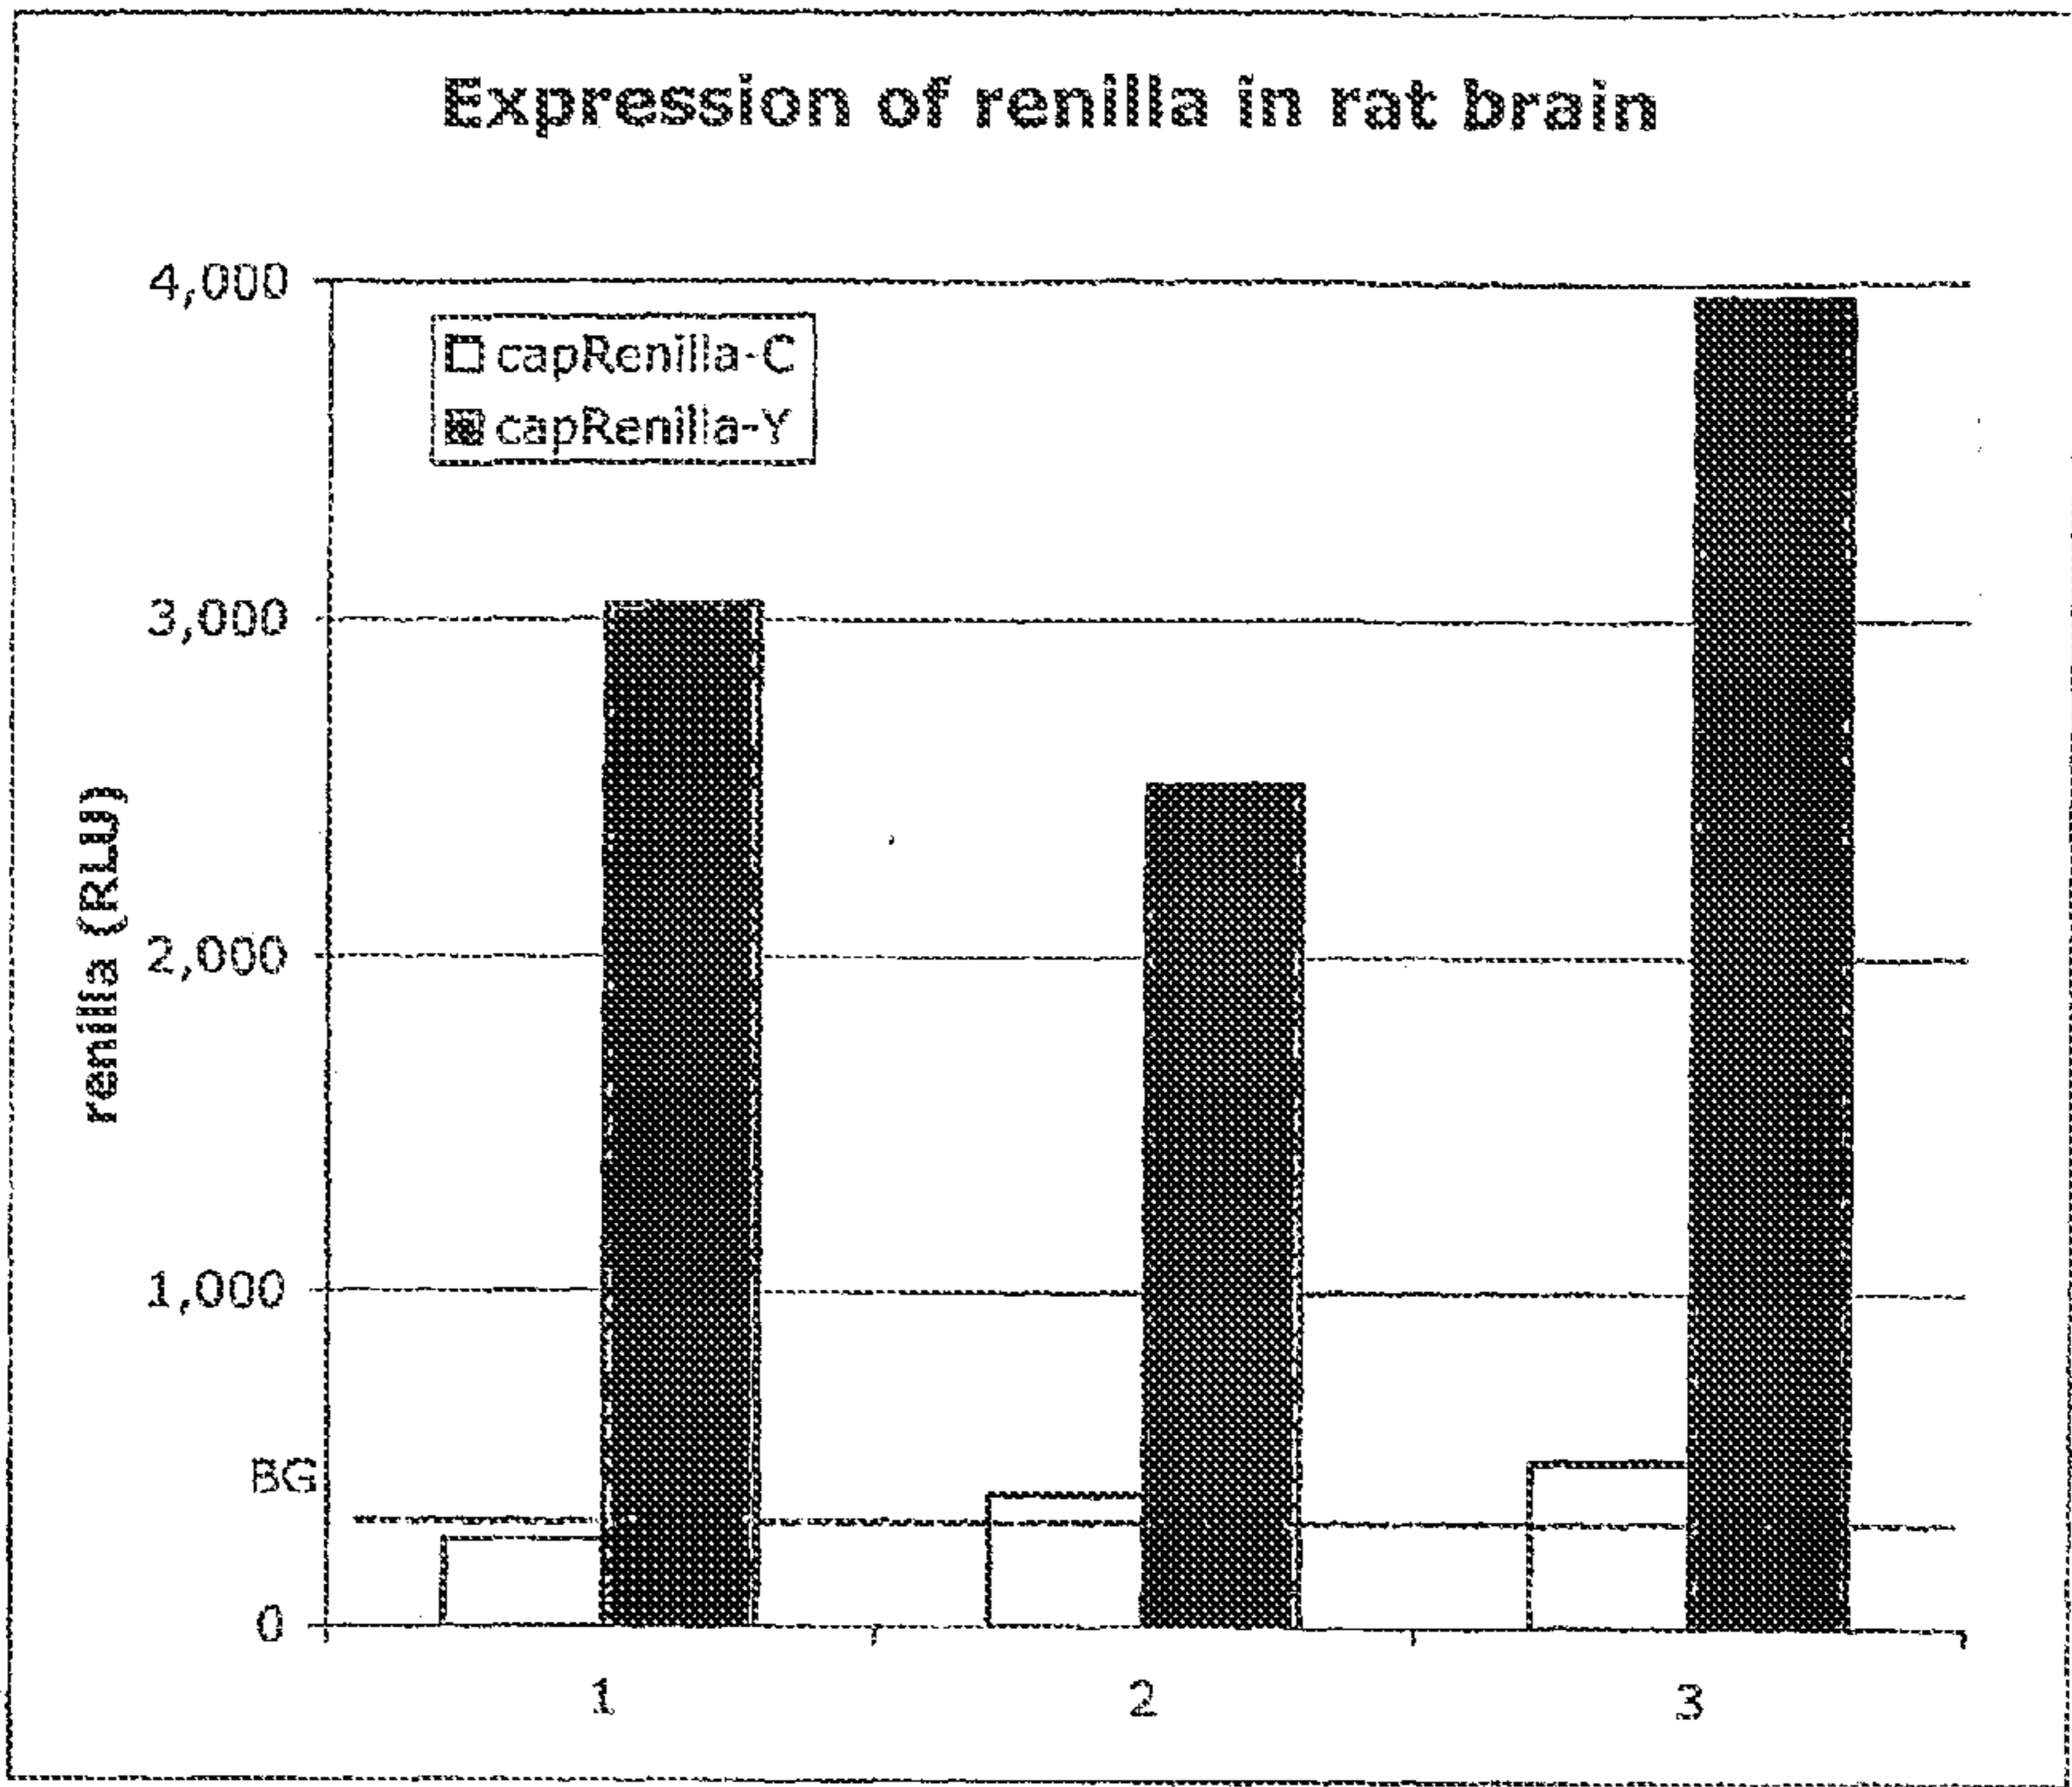 Expression of renilla in rat brain
4,000
capRenilla-C
capRenilla-Y
3,000
renilla (RLU)
2,000
1,000
BG
0
1 2 3